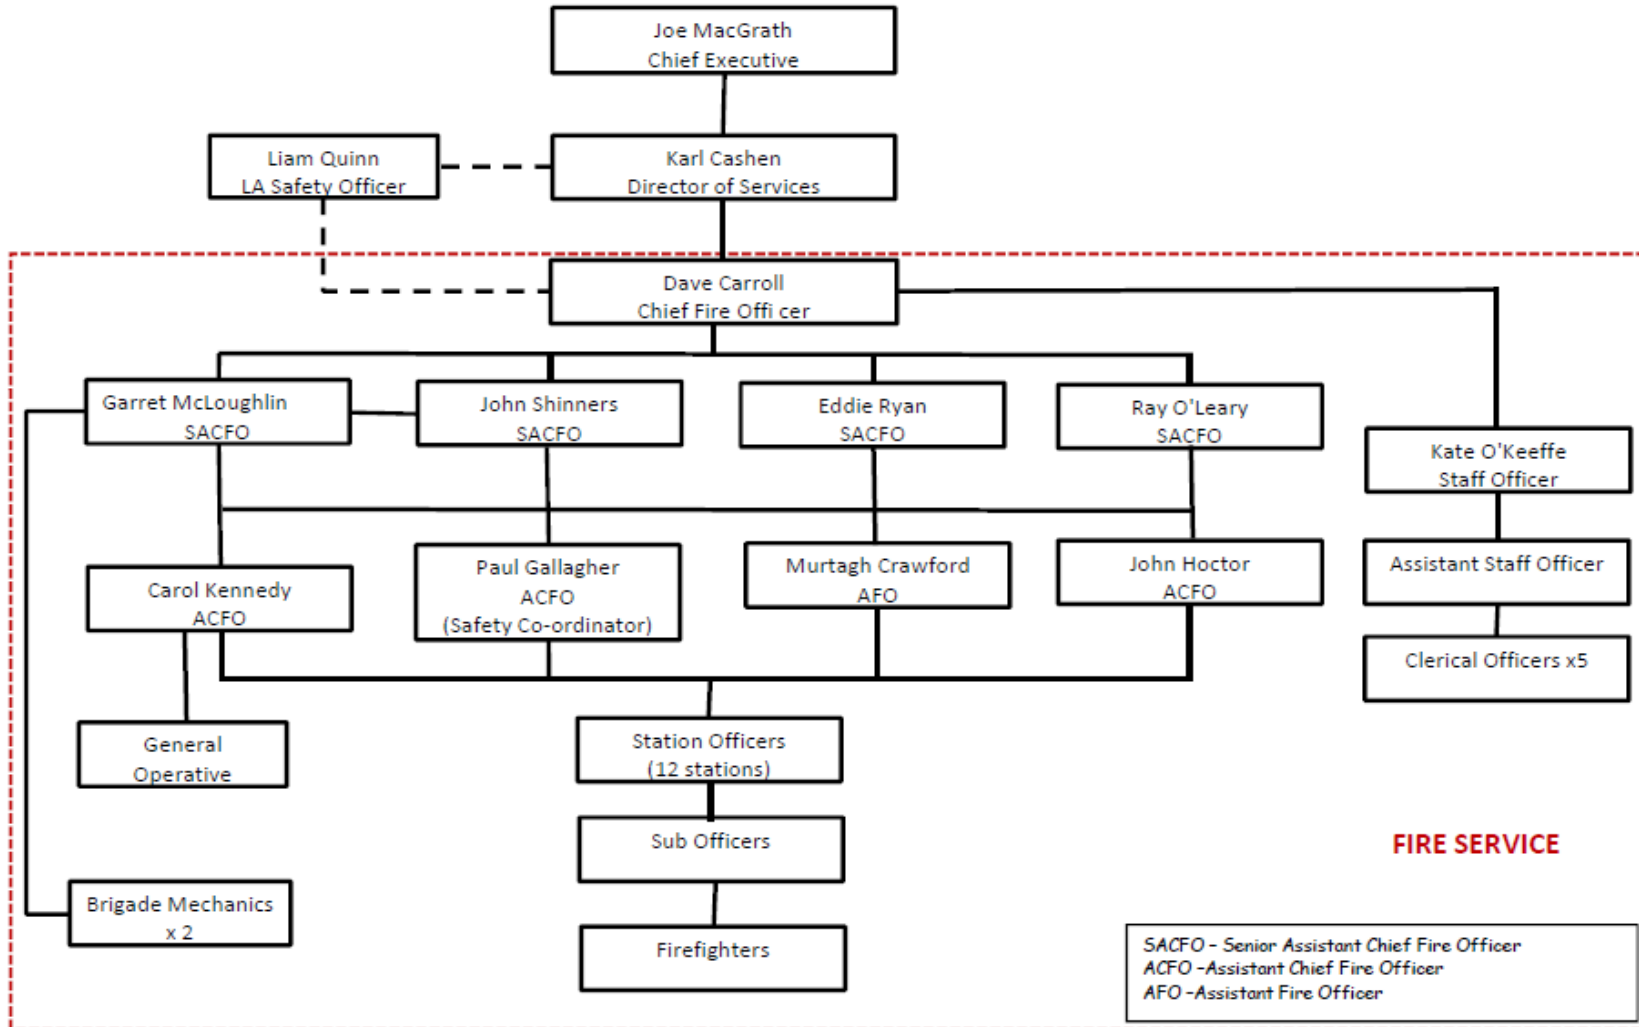 Joe MacGrath
Chief Executive
Liam Quinn
LA Safety Officer
Karl Cashen
Director of Services
Dave Carroll
Chief Fire Offi cer
Garret McLoughlin
SACFO
John Shinners
SACFO
Eddie Ryan
SACFO
Ray O'Leary
SACFO
Kate O'Keeffe
Staff Officer
Carol Kennedy
ACFO
Paul Gallagher
ACFO
(Safety Co-ordinator)
Murtagh Crawford
AFO
John Hoctor
ACFO
Assistant Staff Officer
Clerical Officers x5
General
Operative
Station Officers
(12 stations)
Sub Officers
FIRE SERVICE
Brigade Mechanics
x 2
Firefighters
SACFO – Senior Assistant Chief Fire Officer
ACFO –Assistant Chief Fire Officer
AFO –Assistant Fire Officer